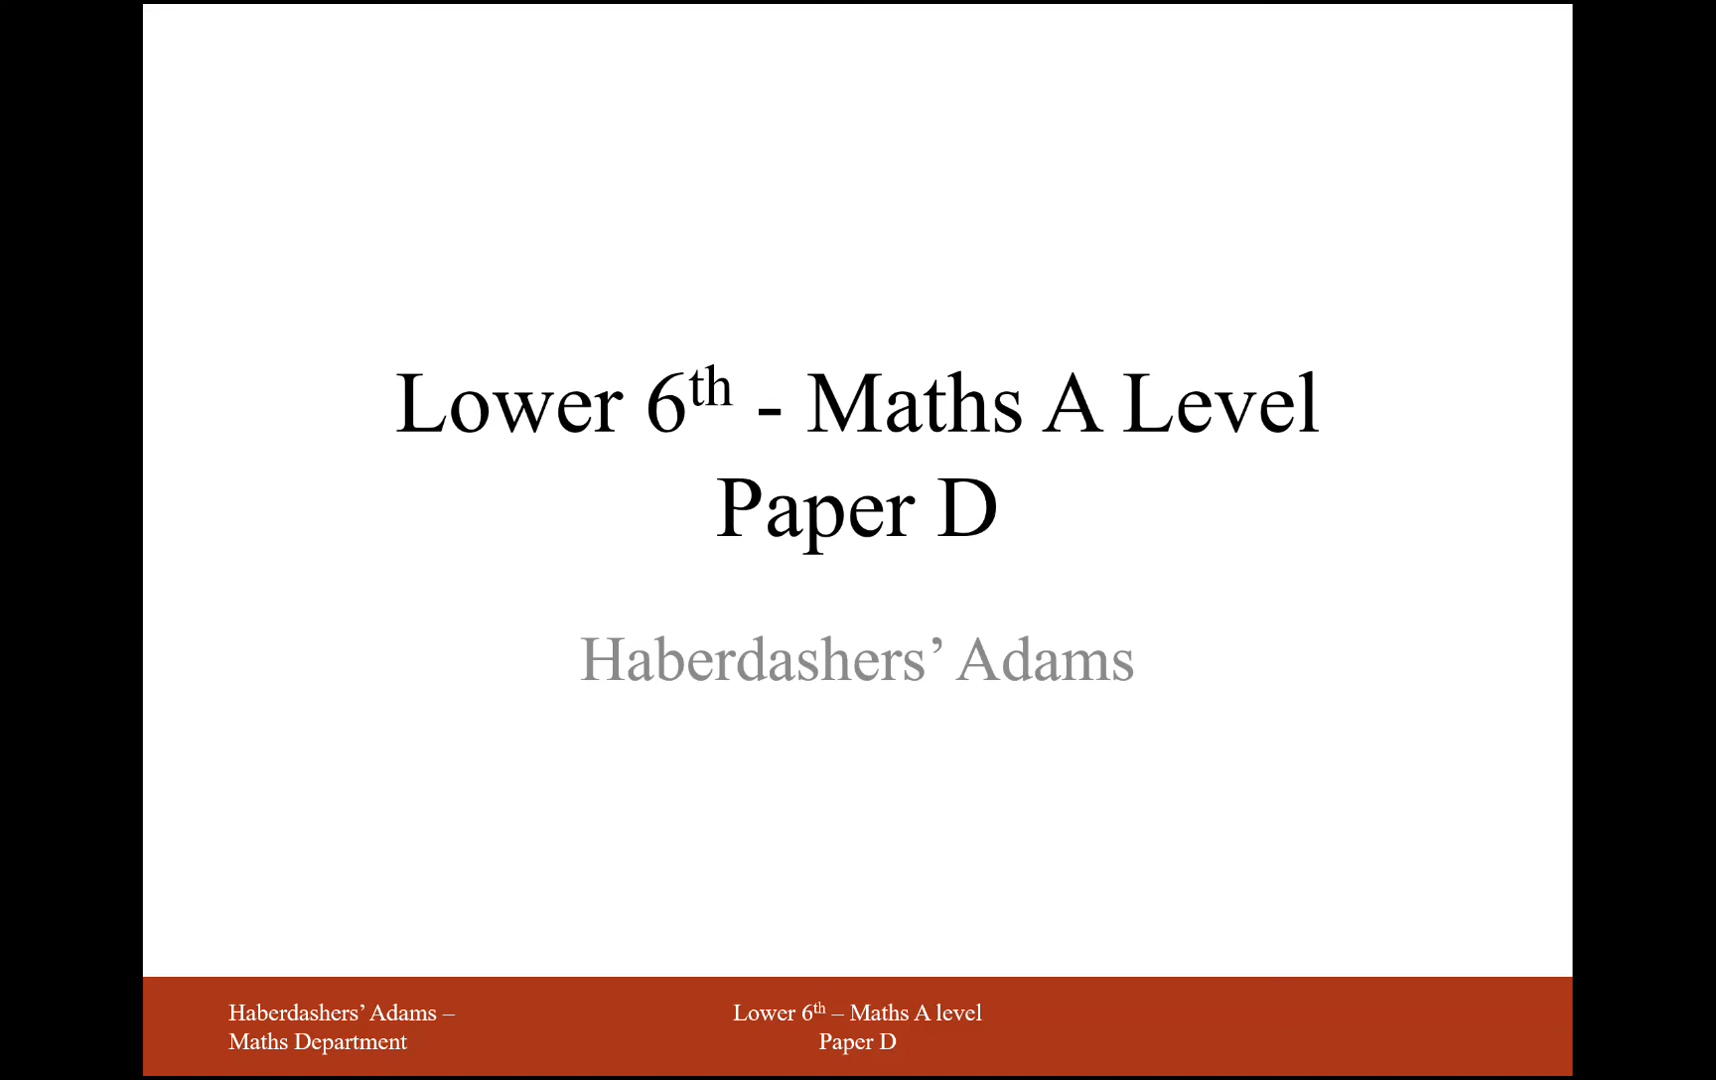 Lower 6th - Maths A Level
Paper D
Haberdashers’ Adams
Haberdashers’ Adams –
Maths Department
Lower 6th – Maths A level
Paper D